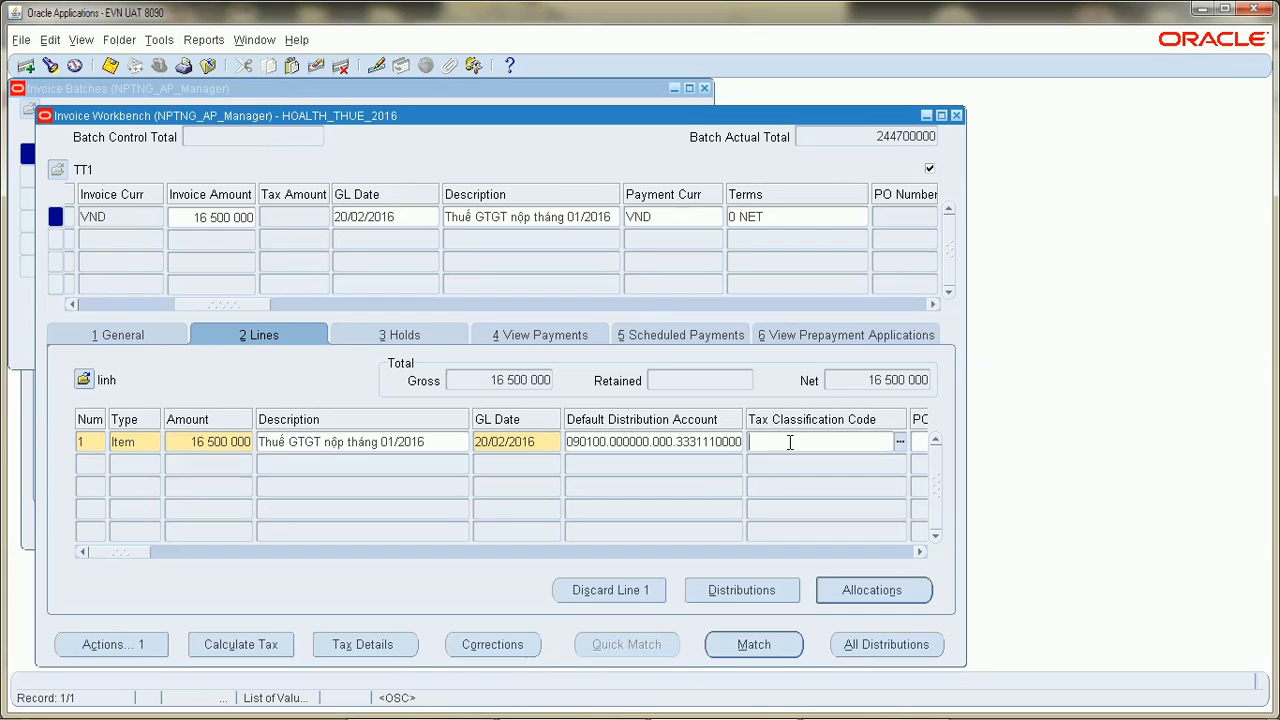 Oracle Applications - EVN UAT 8090
File Edit View Folder Tools Reports Window Help
ORACLE
Invoice Batches (NPTNG_AP_Manager)
Invoice Workbench (NPTNG_AP_Manager) - HOALTH_THUE_2016
Batch Control Total
Batch Actual Total 244700000
TT1
Invoice Curr Invoice Amount Tax Amount GL Date Description Payment Curr Terms PO Number
VND 16 500 000 20/02/2016 Thuế GTGT nộp tháng 01/2016 VND 0 NET
1 General 2 Lines 3 Holds 4 View Payments 5 Scheduled Payments 6 View Prepayment Applications
Total
linh
Gross 16 500 000 Retained Net 16 500 000
Num Type Amount Description GL Date Default Distribution Account Tax Classification Code PO
1 Item 16 500 000 Thuế GTGT nộp tháng 01/2016 20/02/2016 090100.000000.000.3331110000 ...
Discard Line 1 Distributions Allocations
Actions... 1 Calculate Tax Tax Details Corrections Quick Match Match All Distributions
Record: 1/1 ... List of Valu... <OSC>